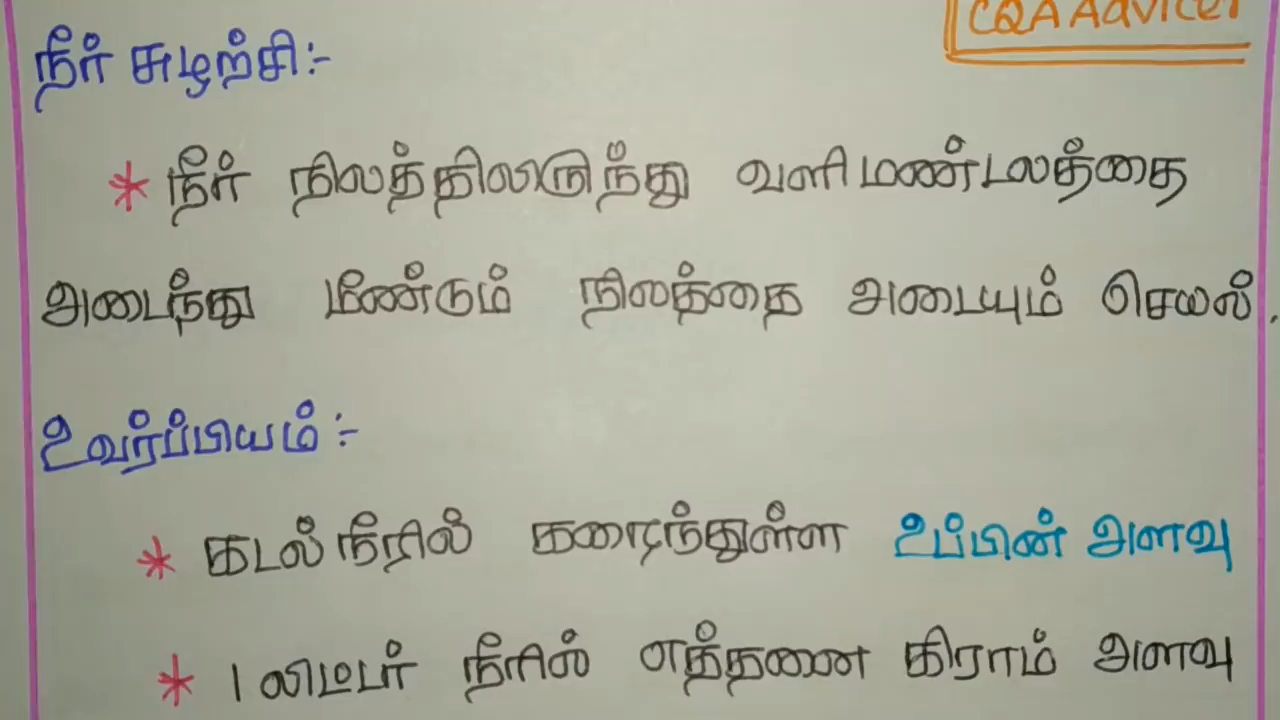 CQA Advicer
நீர் சுழற்சி:-
* நீர் நிலத்திலிருந்து வளிமண்டலத்தை
அடைந்து மீண்டும் நிலத்தை அடையும் செயல்.
உவர்ப்பியம்:-
* கடல்நீரில் கரைந்துள்ள உப்பின் அளவு
* 1 லிட்டர் நீரில் எத்தனை கிராம் அளவு